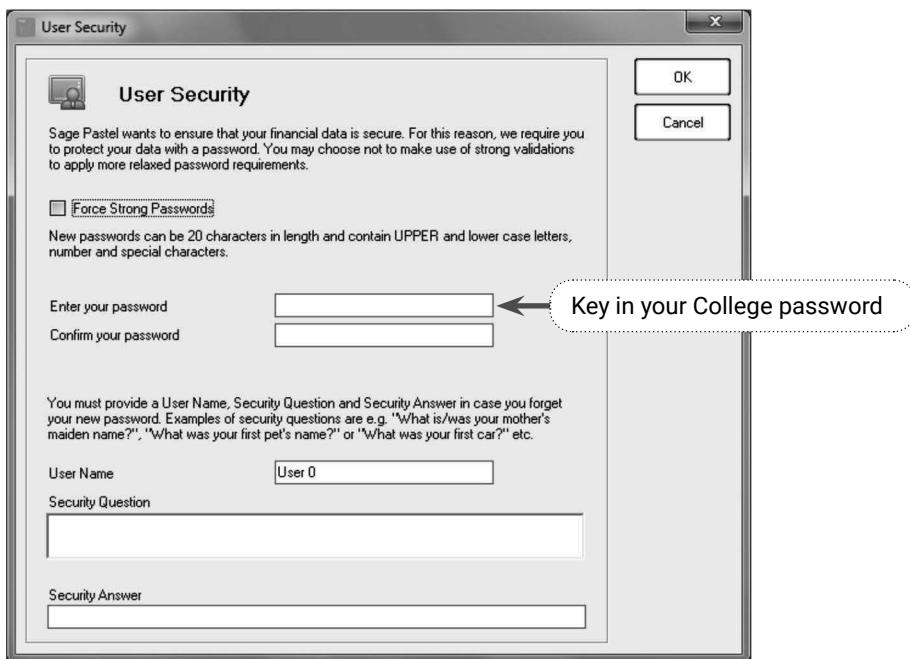 User Security
User Security
OK
Cancel
Sage Pastel wants to ensure that your financial data is secure. For this reason, we require you
to protect your data with a password. You may choose not to make use of strong validations
to apply more relaxed password requirements.
Force Strong Passwords
New passwords can be 20 characters in length and contain UPPER and lower case letters,
number and special characters.
Enter your password
Key in your College password
Confirm your password
You must provide a User Name, Security Question and Security Answer in case you forget
your new password. Examples of security questions are e.g. "What is/was your mother's
maiden name?", "What was your first pet's name?" or "What was your first car?" etc.
User Name
User 0
Security Question
Security Answer